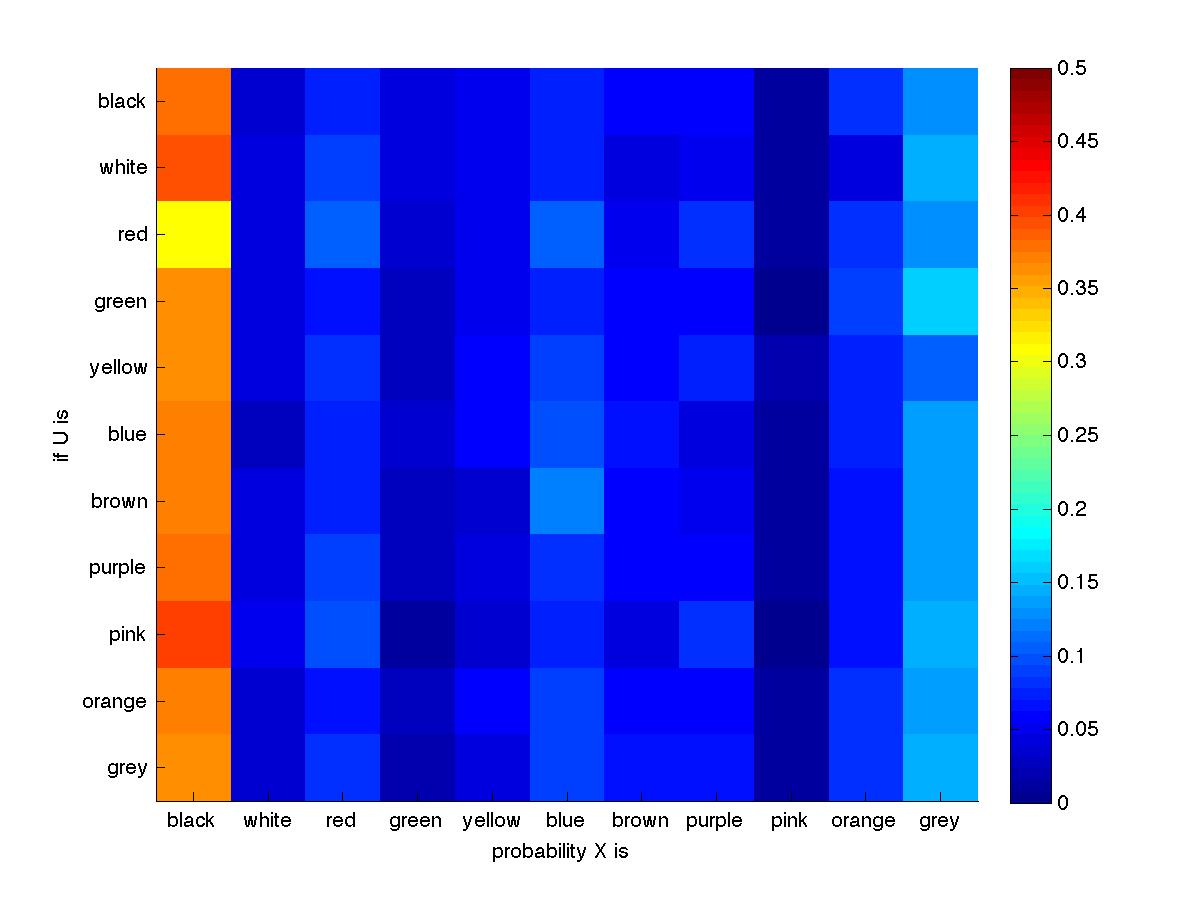 black
white
red
green
yellow
blue
brown
purple
pink
orange
grey
if U is
black white red green yellow blue brown purple pink orange grey
probability X is
0.5
0.45
0.4
0.35
0.3
0.25
0.2
0.15
0.1
0.05
0